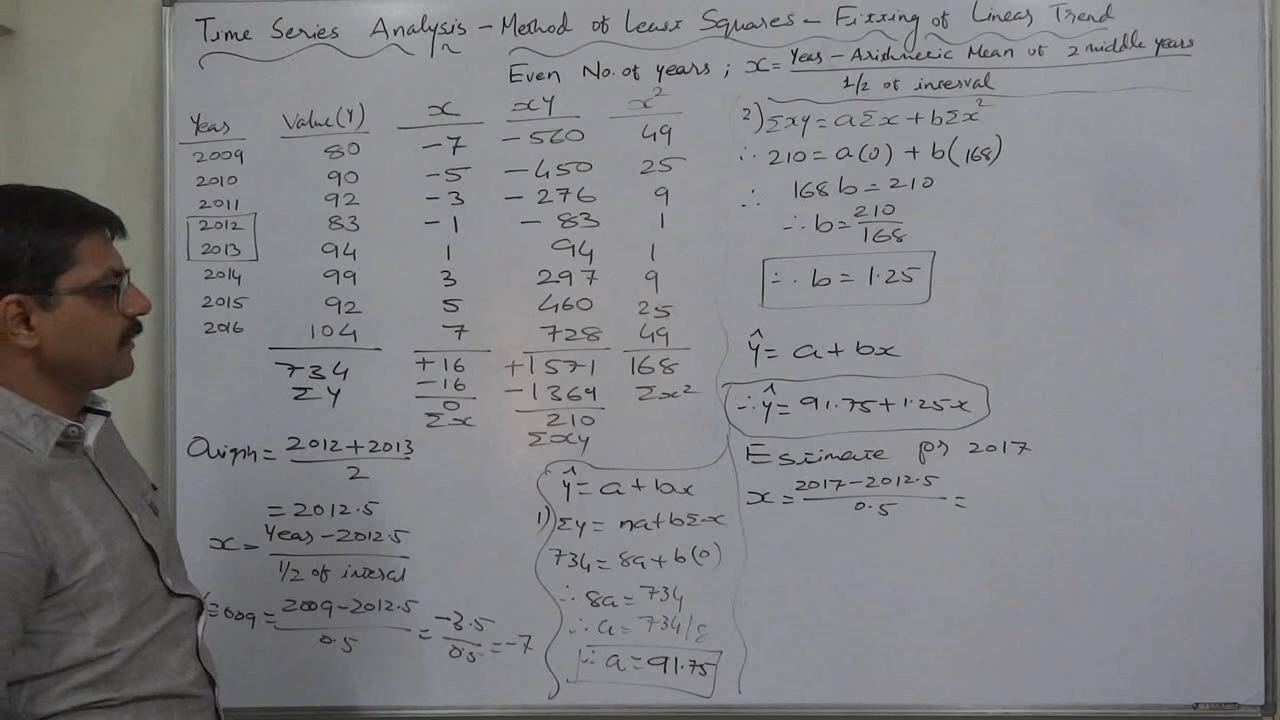 Time Series Analysis - Method of Least Squares - Fitting of Linear Trend
Even No. of years ; x = Year - Arithmetic Mean of 2 middle years
1/2 of interval
Year Value(Y) x xy x²
2009 80 -7 -560 49
2010 90 -5 -450 25
2011 92 -3 -276 9
2012 83 -1 -83 1
2013 94 1 94 1
2014 99 3 297 9
2015 92 5 460 25
2016 104 7 728 49
734 +16 +1571 168
ΣY -16 -1369 Σx²
0 210
Σx Σxy
Origin = 2012+2013
2
= 2012.5
x = Year - 2012.5
1/2 of interval
2009 = 2009-2012.5 = -3.5 = -7
0.5 0.5
Ŷ = a + bx
1) Σy = na + bΣx
734 = 8a + b(0)
∴ 8a = 734
∴ a = 734/8
∴ a = 91.75
2) Σxy = aΣx + bΣx²
∴ 210 = a(0) + b(168)
∴ 168b = 210
∴ b = 210
168
∴ b = 1.25
Ŷ = a + bx
∴ ŷ = 91.75 + 1.25x
Estimate for 2017
x = 2017-2012.5 =
0.5